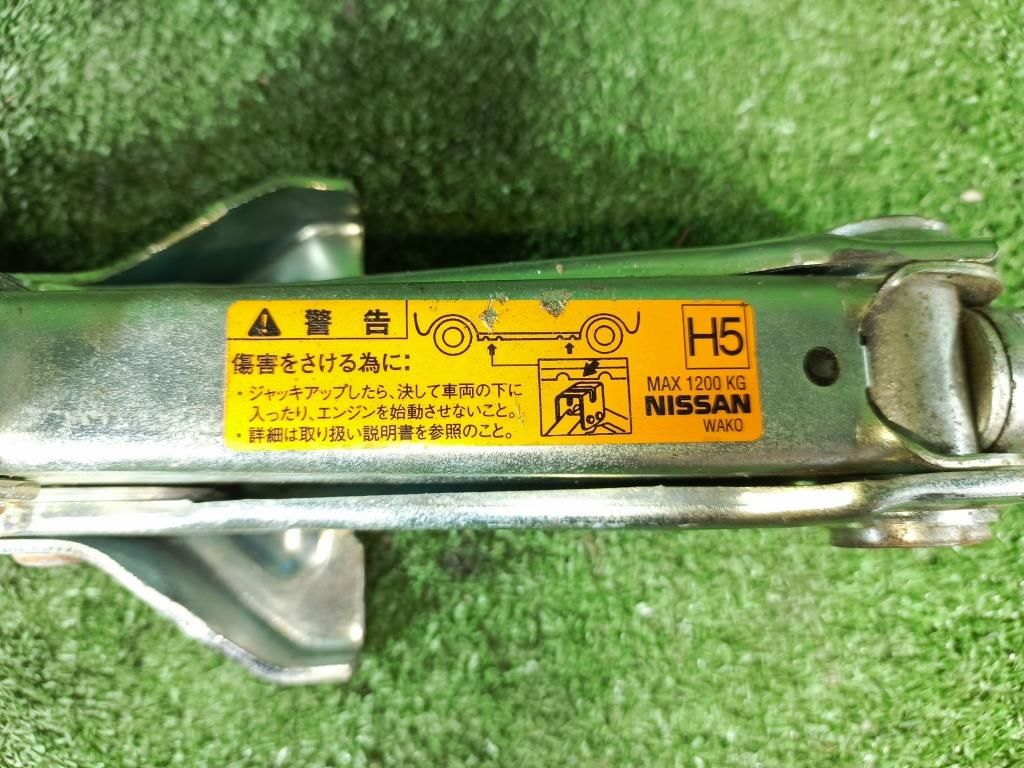 警告
傷害をさける為に:
・ジャッキアップしたら、決して車両の下に
入ったり、エンジンを始動させないこと。
・詳細は取り扱い説明書を参照のこと。
H5
MAX 1200 KG
NISSAN
WAKO